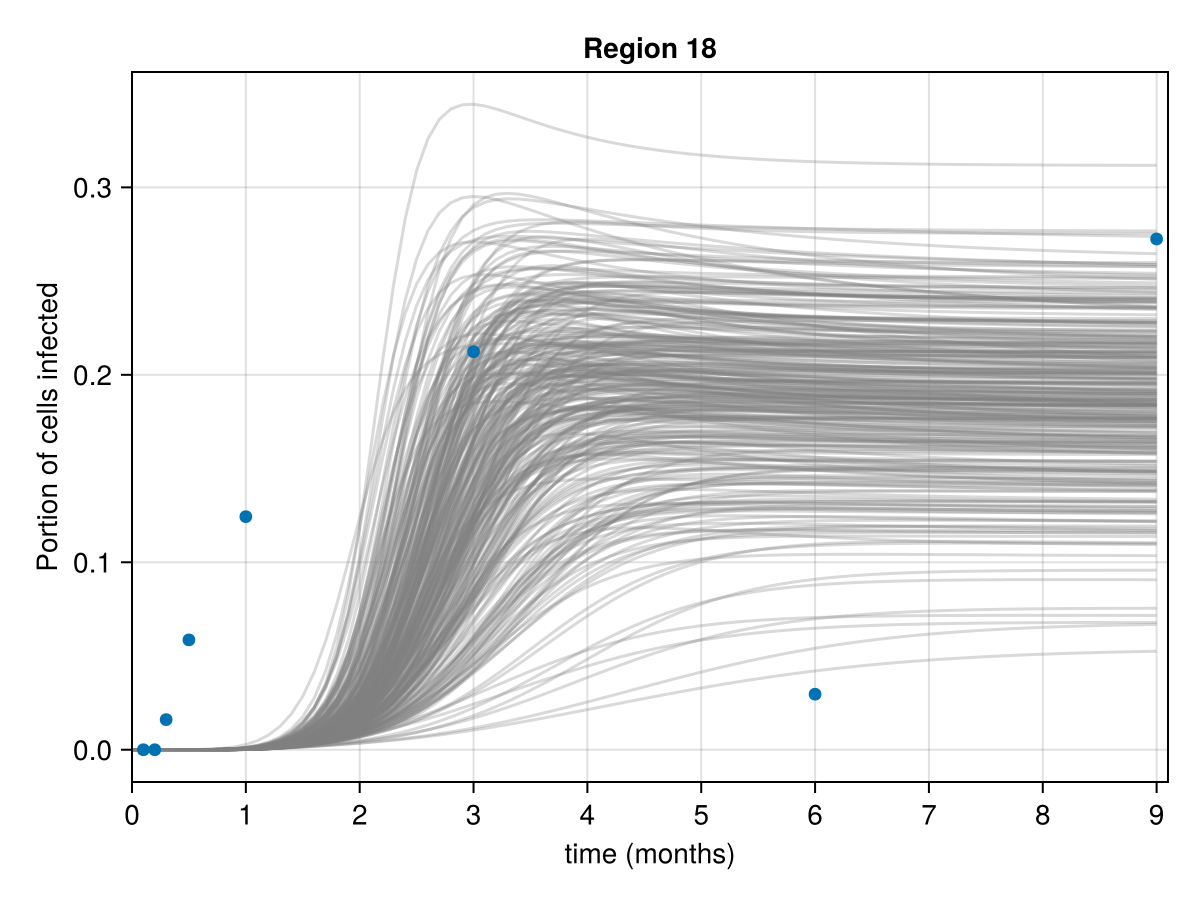 Region 18
Portion of cells infected
0.3
0.2
0.1
0.0
0 1 2 3 4 5 6 7 8 9
time (months)